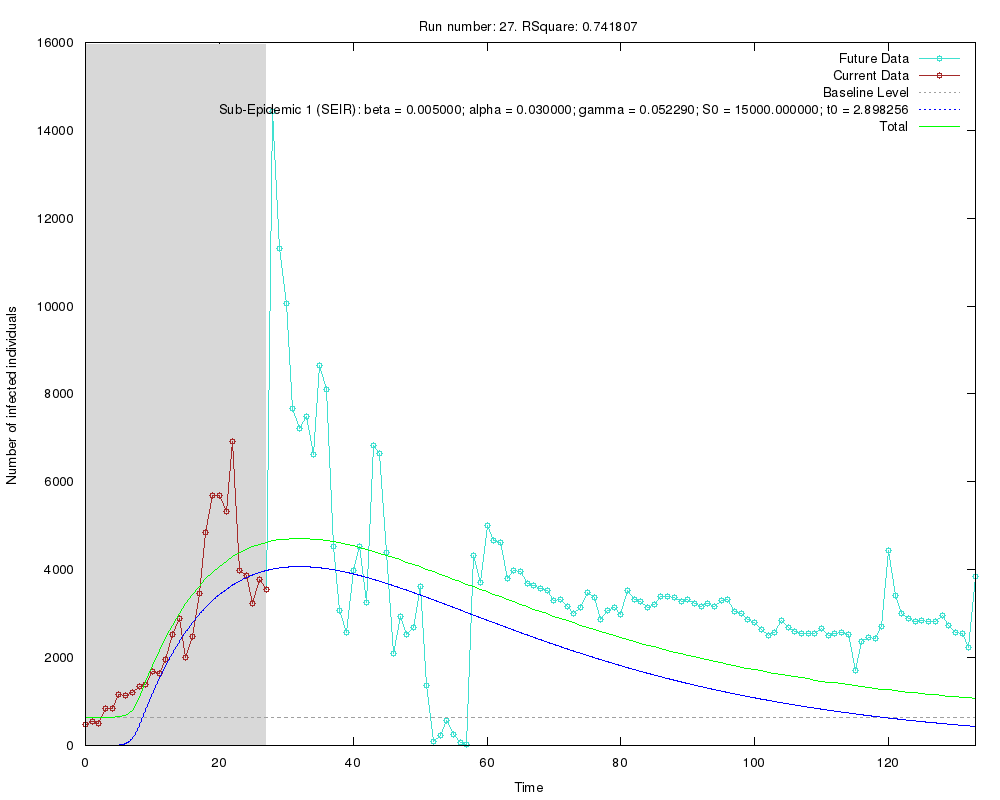 Run number: 27. RSquare: 0.741807
Future Data
Current Data
Baseline Level
Sub-Epidemic 1 (SEIR): beta = 0.005000; alpha = 0.030000; gamma = 0.052290; S0 = 15000.000000; t0 = 2.898256
Total
16000
14000
12000
10000
8000
6000
4000
2000
0
Number of infected individuals
0 20 40 60 80 100 120
Time